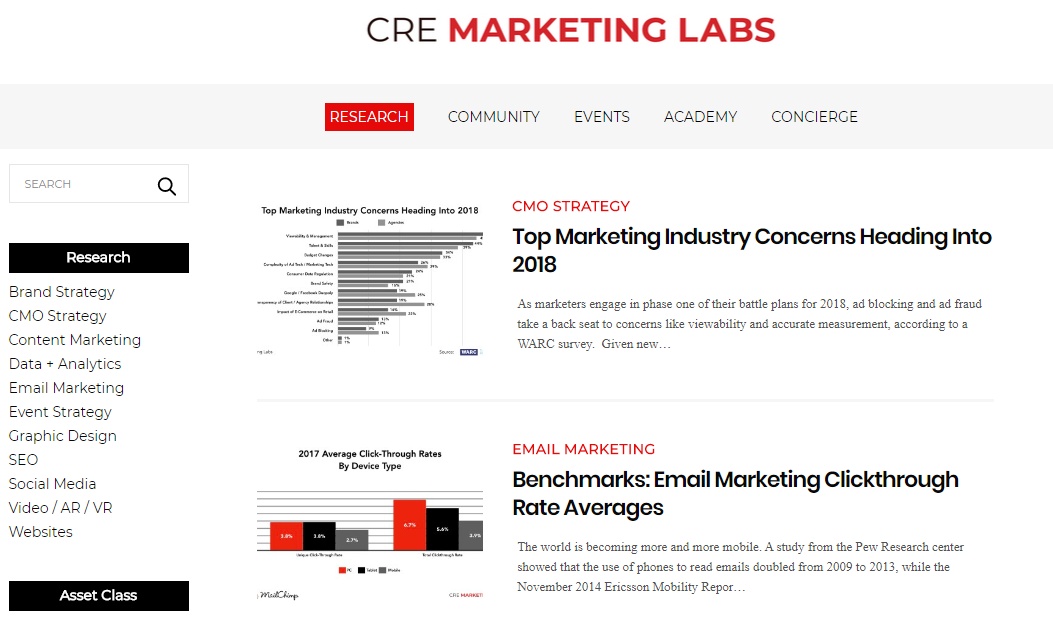 CRE MARKETING LABS
RESEARCH COMMUNITY EVENTS ACADEMY CONCIERGE
SEARCH
Research
Brand Strategy
CMO Strategy
Content Marketing
Data + Analytics
Email Marketing
Event Strategy
Graphic Design
SEO
Social Media
Video / AR / VR
Websites
Asset Class
Top Marketing Industry Concerns Heading Into 2018
Brands Agencies
Viewability & Management
Talent & Skills
Budget Changes
Complexity of Ad Tech / Marketing Tech
Consumer Data Regulation
Brand Safety
Google / Facebook Duopoly
nsparency of Client / Agency Relationships
Impact of E-Commerce on Retail
Ad Fraud
Ad Blocking
Other
ng Labs
Source: WARC
CMO STRATEGY
Top Marketing Industry Concerns Heading Into
2018
As marketers engage in phase one of their battle plans for 2018, ad blocking and ad fraud
take a back seat to concerns like viewability and accurate measurement, according to a
WARC survey. Given new…
2017 Average Click-Through Rates
By Device Type
3.8% 3.8% 2.7% 6.7% 5.6% 3.9%
Unique Click-Through Rate Total Clickthrough Rate
PC Tablet Mobile
MailChimp
CRE MARKETI
EMAIL MARKETING
Benchmarks: Email Marketing Clickthrough
Rate Averages
The world is becoming more and more mobile. A study from the Pew Research center
showed that the use of phones to read emails doubled from 2009 to 2013, while the
November 2014 Ericsson Mobility Repor…